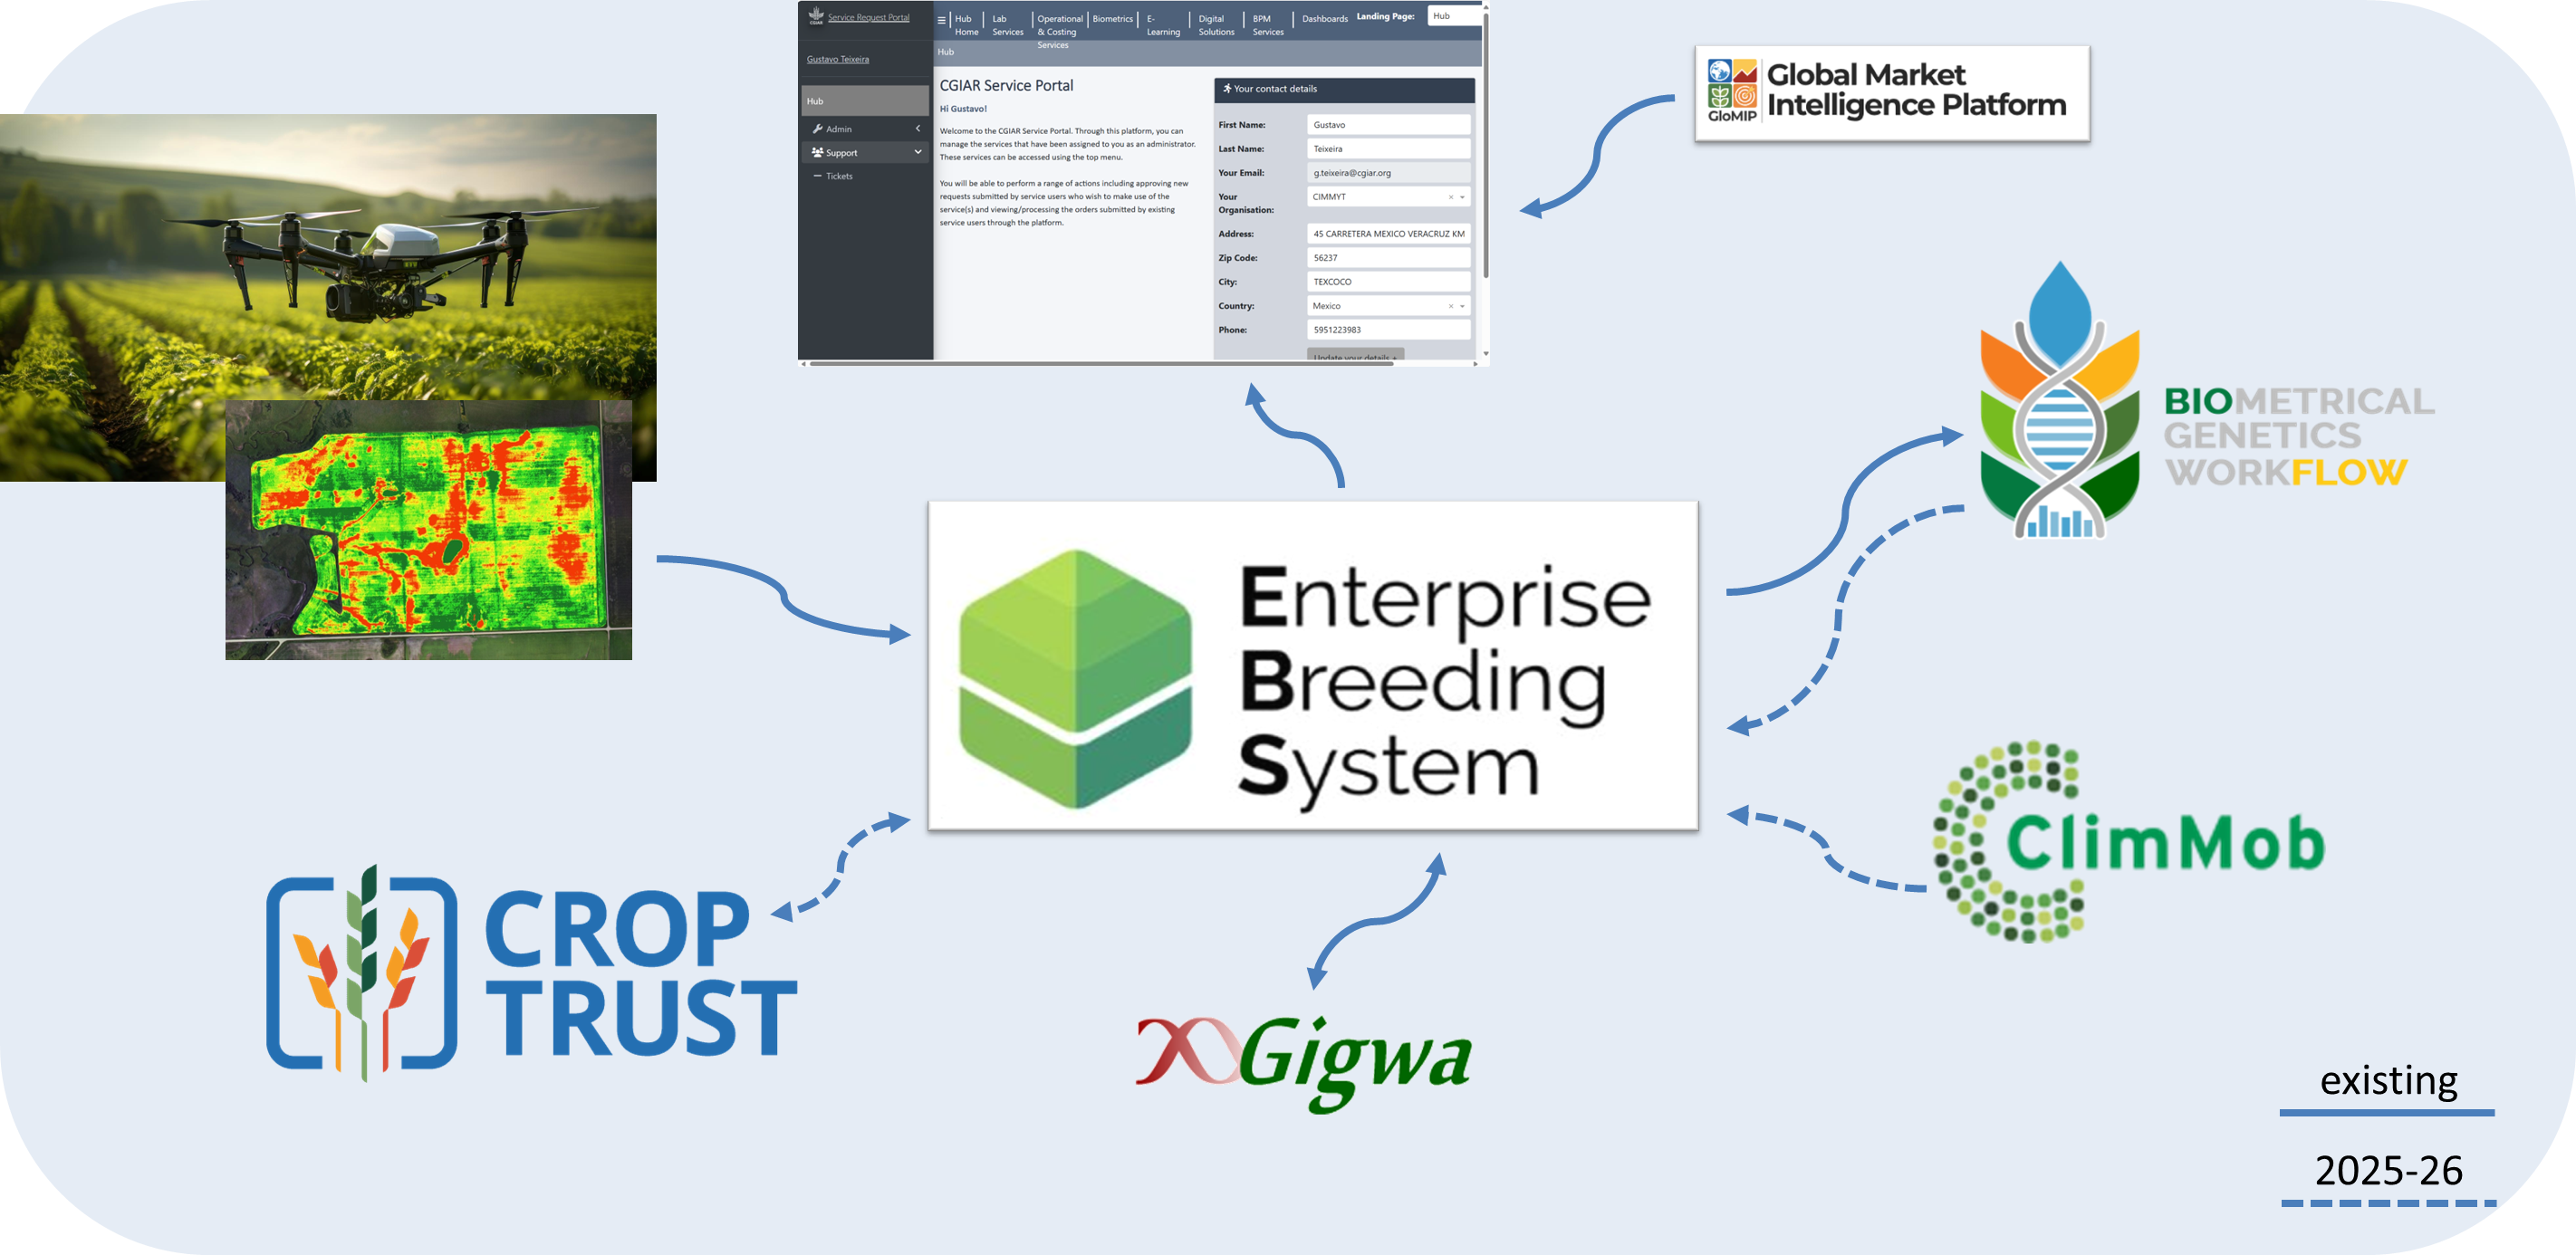 Service Request Portal
CGIAR
Gustavo Teixeira
Hub
Admin
Support
Tickets
Hub Home
Lab Services
Operational & Costing Services
Biometrics
E-Learning
Digital Solutions
BPM Services
Dashboards
Landing Page:
Hub
Hub
CGIAR Service Portal
Hi Gustavo!
Welcome to the CGIAR Service Portal. Through this platform, you can
manage the services that have been assigned to you as an administrator.
These services can be accessed using the top menu.
You will be able to perform a range of actions including approving new
requests submitted by service users who wish to make use of the
service(s) and viewing/processing the orders submitted by existing
service users through the platform.
Your contact details
First Name: Gustavo
Last Name: Teixeira
Your Email: g.teixeira@cgiar.org
Your Organisation: CIMMYT
Address: 45 CARRETERA MEXICO VERACRUZ KM
Zip Code: 56237
City: TEXCOCO
Country: Mexico
Phone: 5951223983
Update your details
GloMIP
Global Market
Intelligence Platform
BIOMETRICAL
GENETICS
WORKFLOW
Enterprise
Breeding
System
ClimMob
CROP
TRUST
Gigwa
existing
2025-26